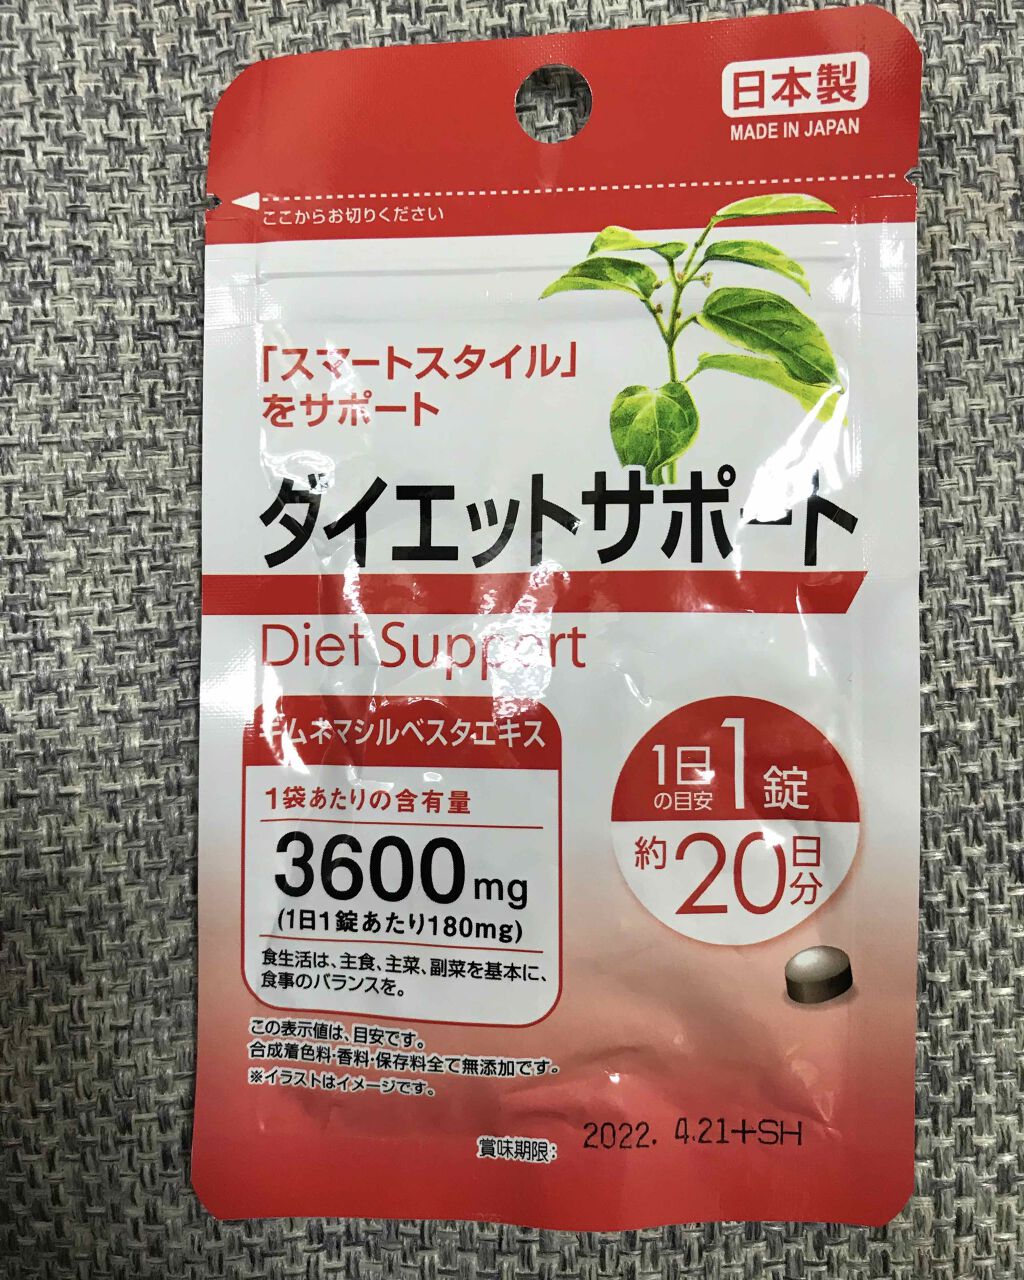 日本製
MADE IN JAPAN
ここからお切りください
「スマートスタイル」
をサポート
ダイエットサポート
Diet Support
ギムネマシルベスタエキス
1袋あたりの含有量
3600mg
(1日1錠あたり180mg)
食生活は、主食、主菜、副菜を基本に、
食事のバランスを。
1日の目安1錠
約20日分
この表示値は、目安です。
合成着色料・香料・保存料全て無添加です。
※イラストはイメージです。
賞味期限: 2022. 4.21+SH